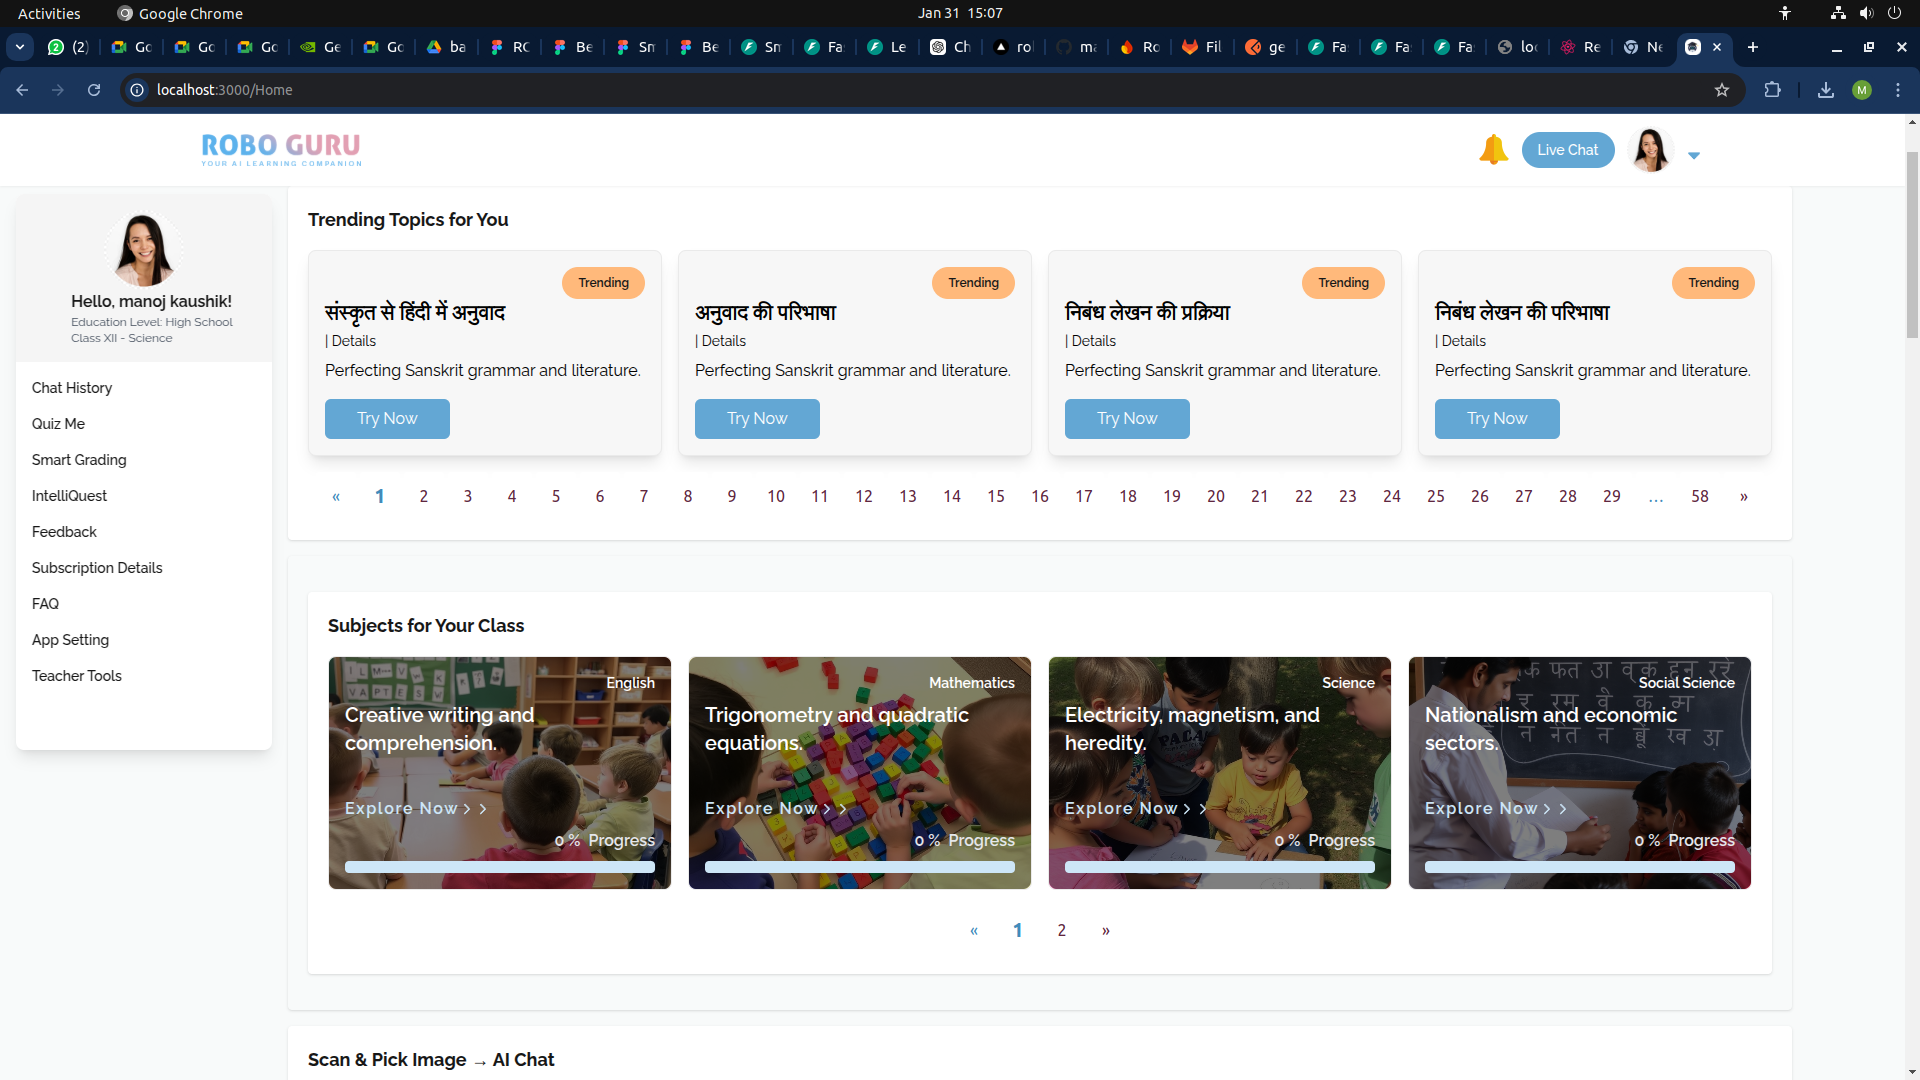 Activities
Google Chrome
Jan 31 15:07
(2)
Go
Go
Go
Ge
Go
ba
RO
Be
Sm
Be
Sm
Fa
Le
Ch
ro
ma
Ro
Fil
ge
Fa
Fa
Fa
loc
Re
Ne
localhost:3000/Home
M
ROBO GURU
YOUR AI LEARNING COMPANION
Live Chat
Hello, manoj kaushik!
Education Level: High School
Class XII - Science
Chat History
Quiz Me
Smart Grading
IntelliQuest
Feedback
Subscription Details
FAQ
App Setting
Teacher Tools
Trending Topics for You
Trending
संस्कृत से हिंदी में अनुवाद
| Details
Perfecting Sanskrit grammar and literature.
Try Now
Trending
अनुवाद की परिभाषा
| Details
Perfecting Sanskrit grammar and literature.
Try Now
Trending
निबंध लेखन की प्रक्रिया
| Details
Perfecting Sanskrit grammar and literature.
Try Now
Trending
निबंध लेखन की परिभाषा
| Details
Perfecting Sanskrit grammar and literature.
Try Now
« 1 2 3 4 5 6 7 8 9 10 11 12 13 14 15 16 17 18 19 20 21 22 23 24 25 26 27 28 29 ... 58 »
Subjects for Your Class
English
Creative writing and
comprehension.
Explore Now
0 % Progress
Mathematics
Trigonometry and quadratic
equations.
Explore Now
0 % Progress
Science
Electricity, magnetism, and
heredity.
Explore Now
0 % Progress
Social Science
Nationalism and economic
sectors.
Explore Now
0 % Progress
« 1 2 »
Scan & Pick Image → AI Chat